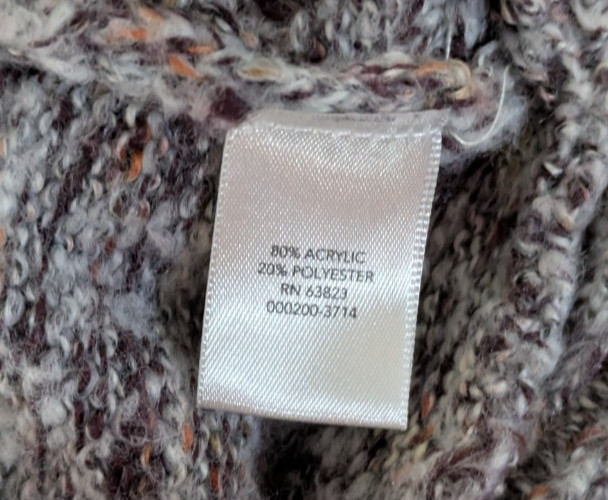 80% ACRYLIC
20% POLYESTER
RN 63823
000200-3714